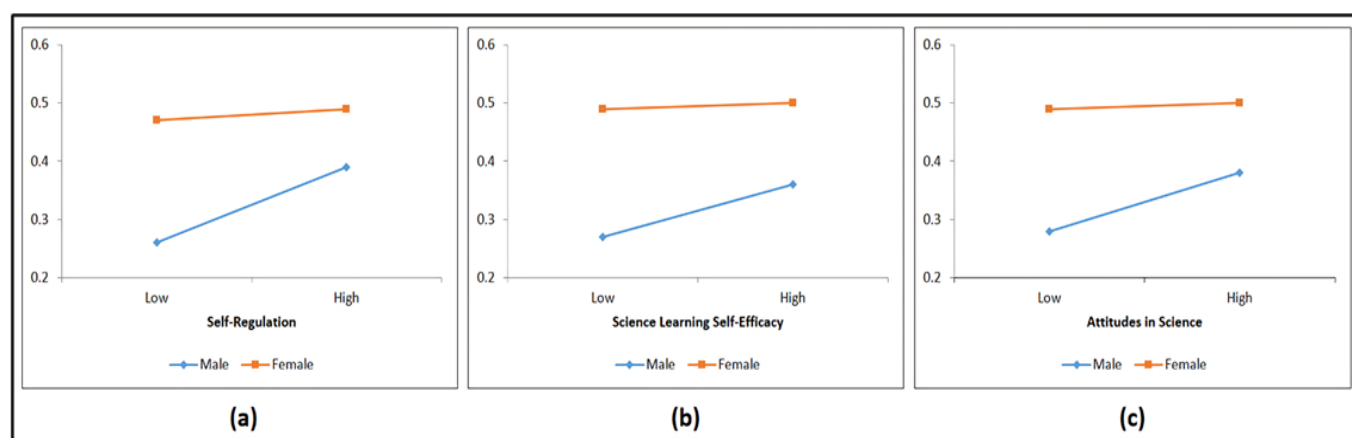 0.6
0.5
0.4
0.3
0.2
Low High
Self-Regulation
Male Female
(a)
0.6
0.5
0.4
0.3
0.2
Low High
Science Learning Self-Efficacy
Male Female
(b)
0.6
0.5
0.4
0.3
0.2
Low High
Attitudes in Science
Male Female
(c)